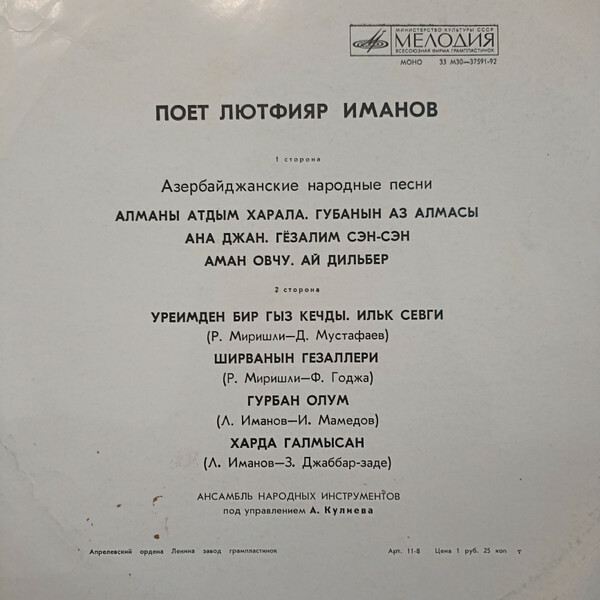 МИНИСТЕРСТВО КУЛЬТУРЫ СССР
МЕЛОДИЯ
ВСЕСОЮЗНАЯ ФИРМА ГРАМПЛАСТИНОК
МОНО 33 М30—37591-92
ПОЕТ ЛЮТФИЯР ИМАНОВ
1 сторона
Азербайджанские народные песни
АЛМАНЫ АТДЫМ ХАРАЛА. ГУБАНЫН АЗ АЛМАСЫ
АНА ДЖАН. ГЁЗАЛИМ СЭН-СЭН
АМАН ОВЧУ. АЙ ДИЛЬБЕР
2 сторона
УРЕИМДЕН БИР ГЫЗ КЕЧДЫ. ИЛЬК СЕВГИ
(Р. Миришли—Д. Мустафаев)
ШИРВАНЫН ГЕЗАЛЛЕРИ
(Р. Миришли—Ф. Годжа)
ГУРБАН ОЛУМ
(Л. Иманов—И. Мамедов)
ХАРДА ГАЛМЫСАН
(Л. Иманов—З. Джаббар-заде)
АНСАМБЛЬ НАРОДНЫХ ИНСТРУМЕНТОВ
под управлением А. Кулиева
Апрелевский ордена Ленина завод грампластинок Арт. 11-8 Цена 1 руб. 25 коп т